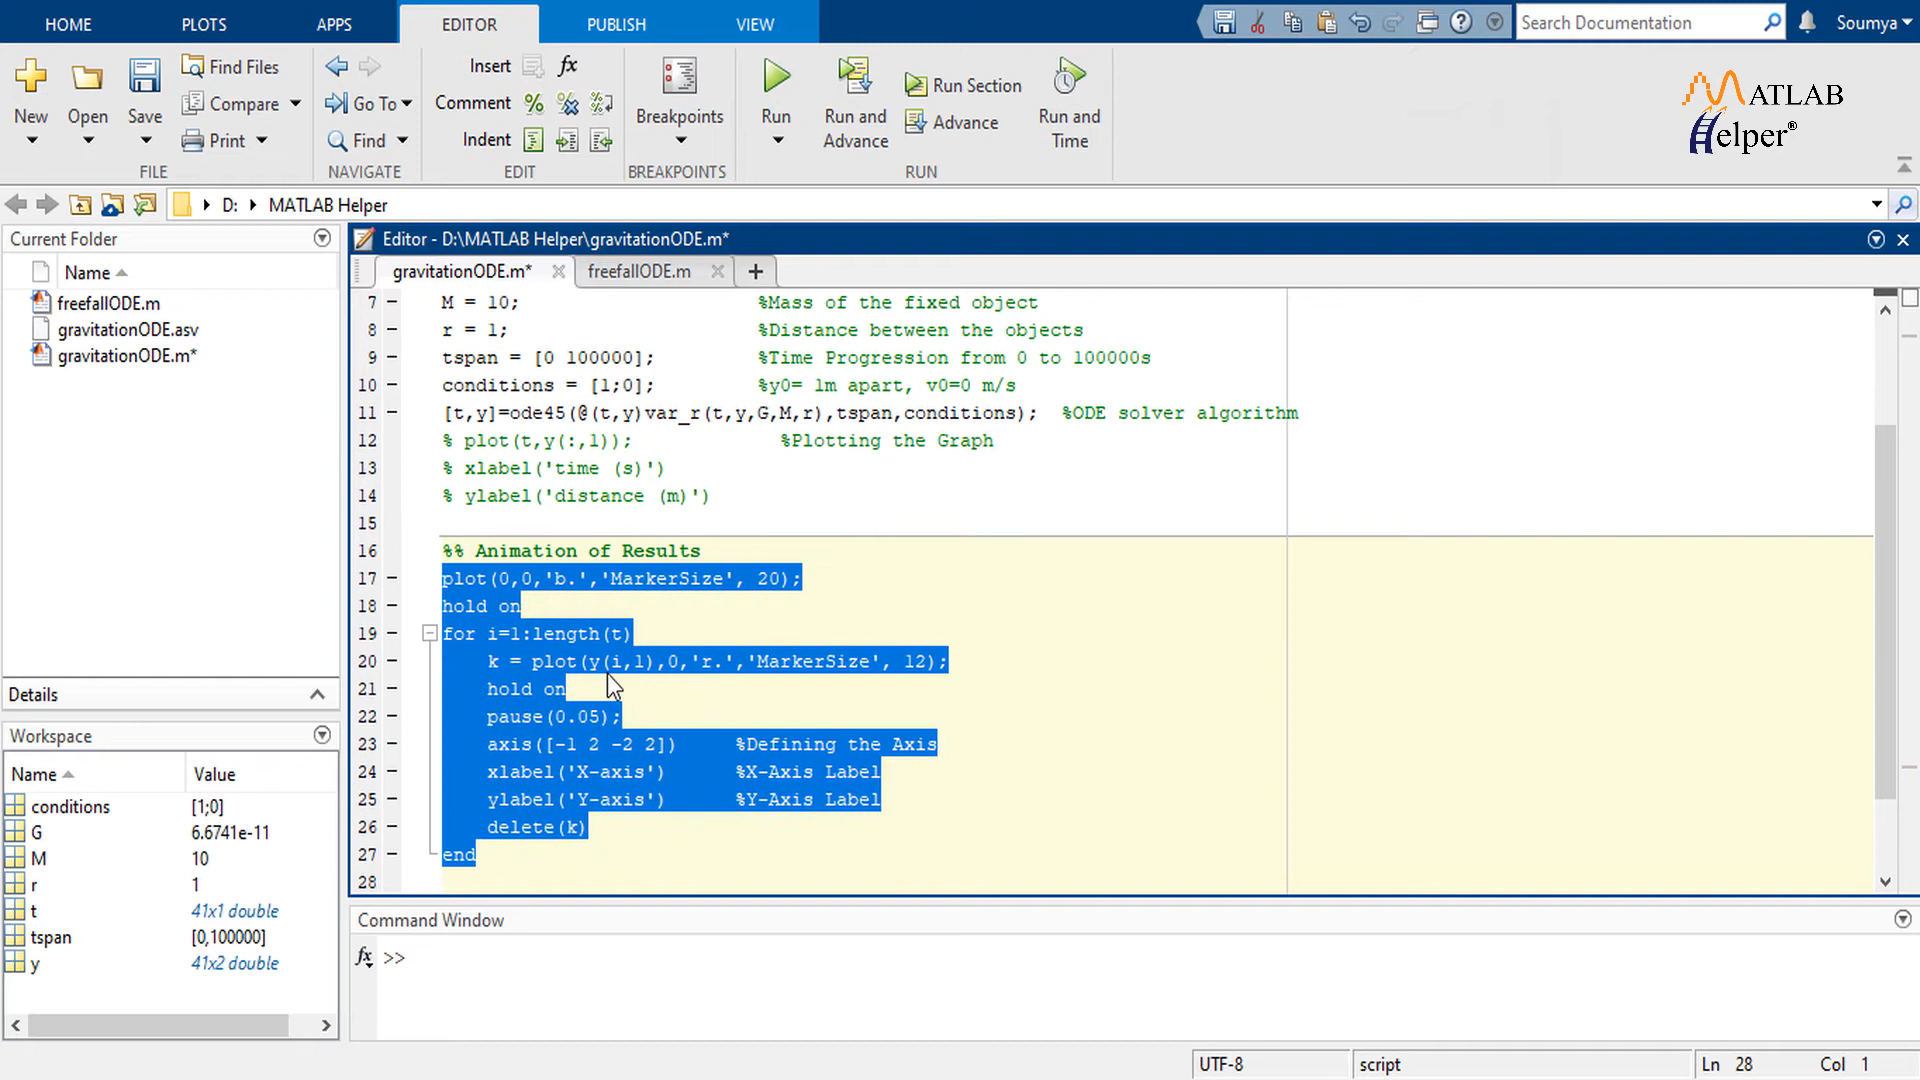 HOME PLOTS APPS EDITOR PUBLISH VIEW
Search Documentation
Soumya
New
Open
Save
Find Files
Compare
Print
FILE
Go To
Find
NAVIGATE
Insert fx
Comment
Indent
EDIT
Breakpoints
BREAKPOINTS
Run
Run and
Advance
Run Section
Advance
Run and
Time
RUN
MATLAB
Helper®
D: MATLAB Helper
Current Folder
Name
freefallODE.m
gravitationODE.asv
gravitationODE.m*
Details
Workspace
Name Value
conditions [1;0]
G 6.6741e-11
M 10
r 1
t 41x1 double
tspan [0,100000]
y 41x2 double
Editor - D:\MATLAB Helper\gravitationODE.m*
gravitationODE.m* freefallODE.m
7 M = 10; %Mass of the fixed object
8 r = 1; %Distance between the objects
9 tspan = [0 100000]; %Time Progression from 0 to 100000s
10 conditions = [1;0]; %y0= 1m apart, v0=0 m/s
11 [t,y]=ode45(@(t,y)var_r(t,y,G,M,r),tspan,conditions); %ODE solver algorithm
12 % plot(t,y(:,1)); %Plotting the Graph
13 % xlabel('time (s)')
14 % ylabel('distance (m)')
15
16 %% Animation of Results
17 plot(0,0,'b.','MarkerSize', 20);
18 hold on
19 for i=1:length(t)
20 k = plot(y(i,1),0,'r.','MarkerSize', 12);
21 hold on
22 pause(0.05);
23 axis([-1 2 -2 2]) %Defining the Axis
24 xlabel('X-axis') %X-Axis Label
25 ylabel('Y-axis') %Y-Axis Label
26 delete(k)
27 end
28
Command Window
fx >>
UTF-8 script Ln 28 Col 1